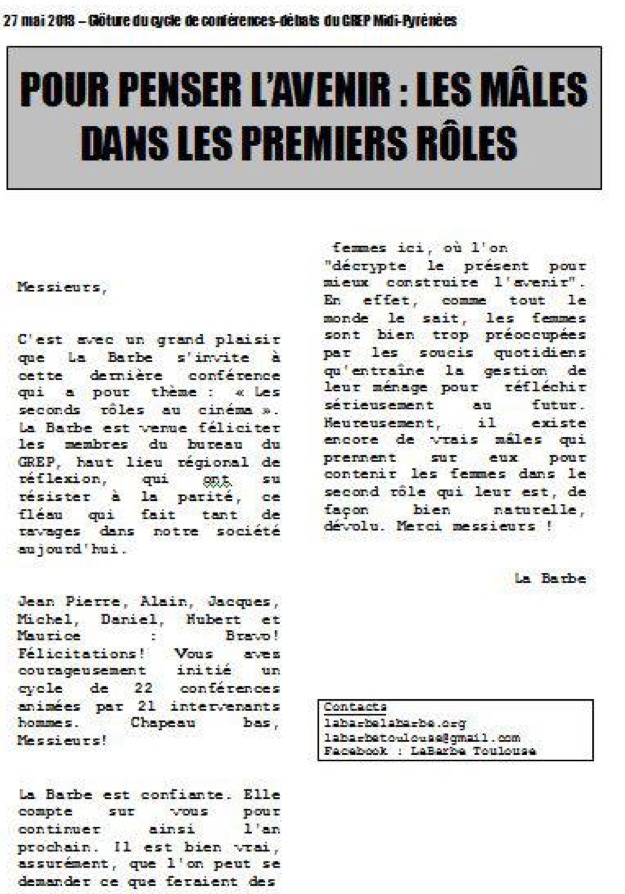 27 mai 2013 – Clôture du cycle de conférences-débats du GREP Midi-Pyrénées
POUR PENSER L'AVENIR : LES MÂLES
DANS LES PREMIERS RÔLES
Messieurs,
C'est avec un grand plaisir
que La Barbe s'invite à
cette dernière conférence
qui a pour thème : « Les
seconds rôles au cinéma ».
La Barbe est venue féliciter
les membres du bureau du
GREP, haut lieu régional de
réflexion, qui ont su
résister à la parité, ce
fléau qui fait tant de
ravages dans notre société
aujourd'hui.
Jean Pierre, Alain, Jacques,
Michel, Daniel, Hubert et
Maurice : Bravo!
Félicitations! Vous avez
courageusement initié un
cycle de 22 conférences
animées par 21 intervenants
hommes. Chapeau bas,
Messieurs!
La Barbe est confiante. Elle
compte sur vous pour
continuer ainsi l'an
prochain. Il est bien vrai,
assurément, que l'on peut se
demander ce que feraient des
femmes ici, où l'on
"décrypte le présent pour
mieux construire l'avenir".
En effet, comme tout le
monde le sait, les femmes
sont bien trop préoccupées
par les soucis quotidiens
qu'entraîne la gestion de
leur ménage pour réfléchir
sérieusement au futur.
Heureusement, il existe
encore de vrais mâles qui
prennent sur eux pour
contenir les femmes dans le
second rôle qui leur est, de
façon bien naturelle,
dévolu. Merci messieurs !
La Barbe
Contacts
labarbelabarbe.org
labarbetoulouse@gmail.com
Facebook : LaBarbe Toulouse